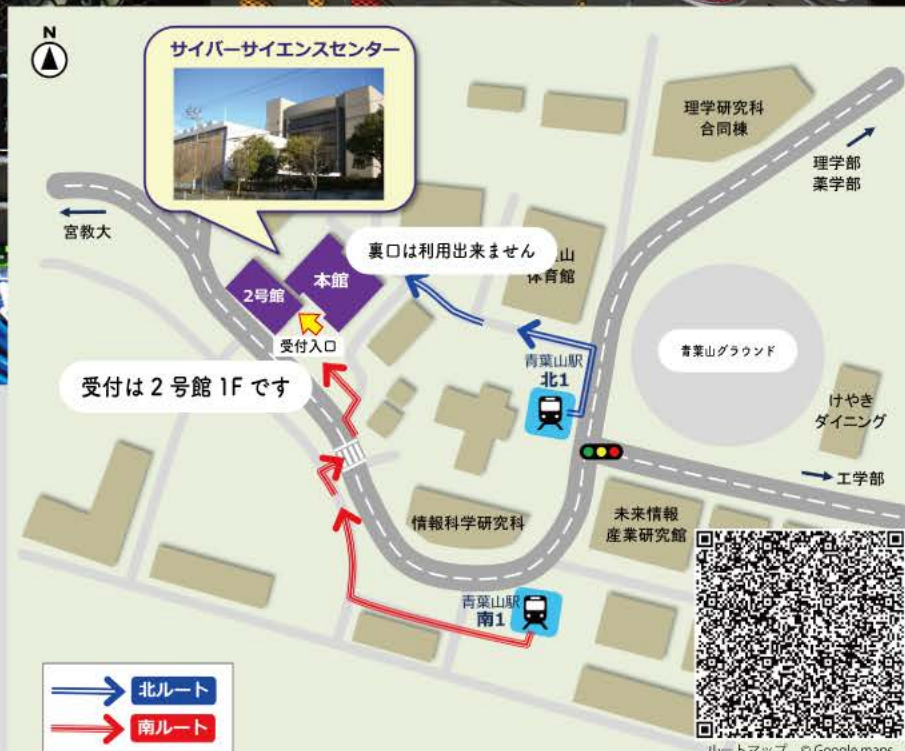 N
サイバーサイエンスセンター
理学研究科
合同棟
理学部
薬学部
宮教大
裏口は利用出来ません
山
体育館
本館
2号館
受付入口
受付は2号館1Fです
青葉山駅
北1
青葉山グラウンド
けやき
ダイニング
工学部
情報科学研究科
未来情報
産業研究館
青葉山駅
南1
北ルート
南ルート
ルートマップ © Google maps